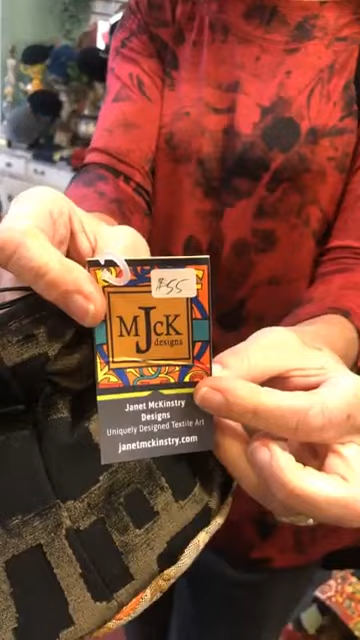 $55
MJcK
designs
Janet McKinstry
Designs
Uniquely Designed Textile Art
janetmckinstry.com